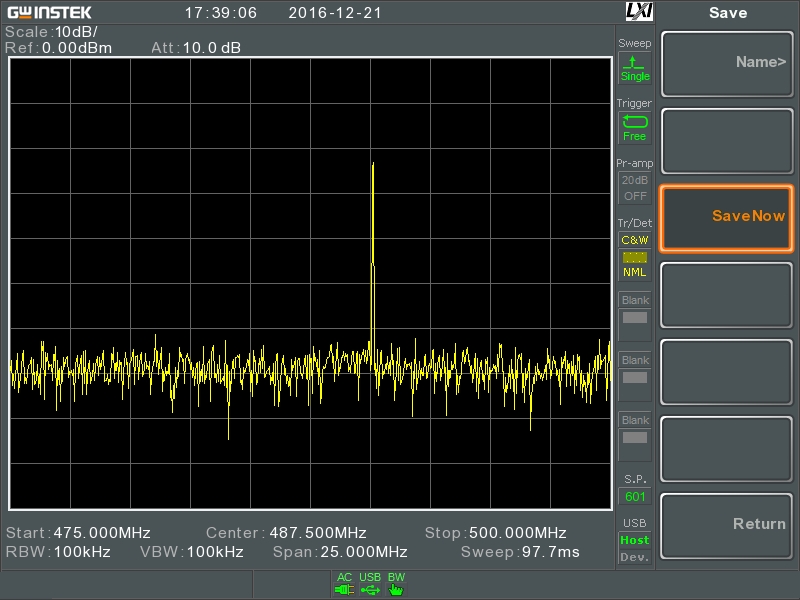 GWINSTEK 17:39:06 2016-12-21 LXI Save
Scale:10dB/
Ref:0.00dBm Att:10.0 dB
Sweep
Single
Name>
Trigger
Free
Pr-amp
20dB
OFF
SaveNow
Tr/Det
C&W
NML
Blank
Blank
Blank
S.P.
601
USB
Host
Dev.
Return
Start:475.000MHz Center:487.500MHz Stop:500.000MHz
RBW:100kHz VBW:100kHz Span:25.000MHz Sweep:97.7ms
AC USB BW